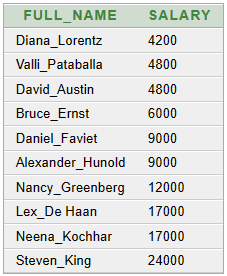 FULL_NAME SALARY
Diana_Lorentz 4200
Valli_Pataballa 4800
David_Austin 4800
Bruce_Ernst 6000
Daniel_Faviet 9000
Alexander_Hunold 9000
Nancy_Greenberg 12000
Lex_De Haan 17000
Neena_Kochhar 17000
Steven_King 24000